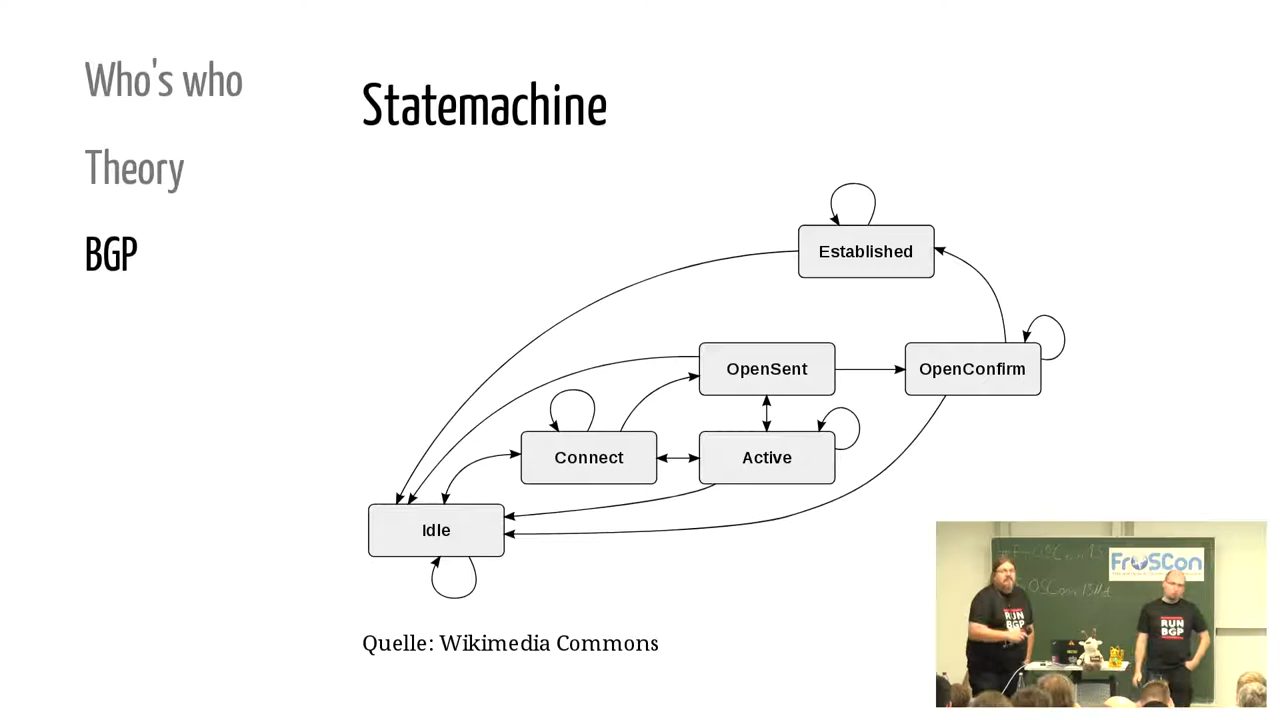 Who's who
Theory
BGP
Statemachine
Established
OpenSent
OpenConfirm
Connect
Active
Idle
Quelle: Wikimedia Commons
FrOSCon
RUN
BGP
RUN
BGP